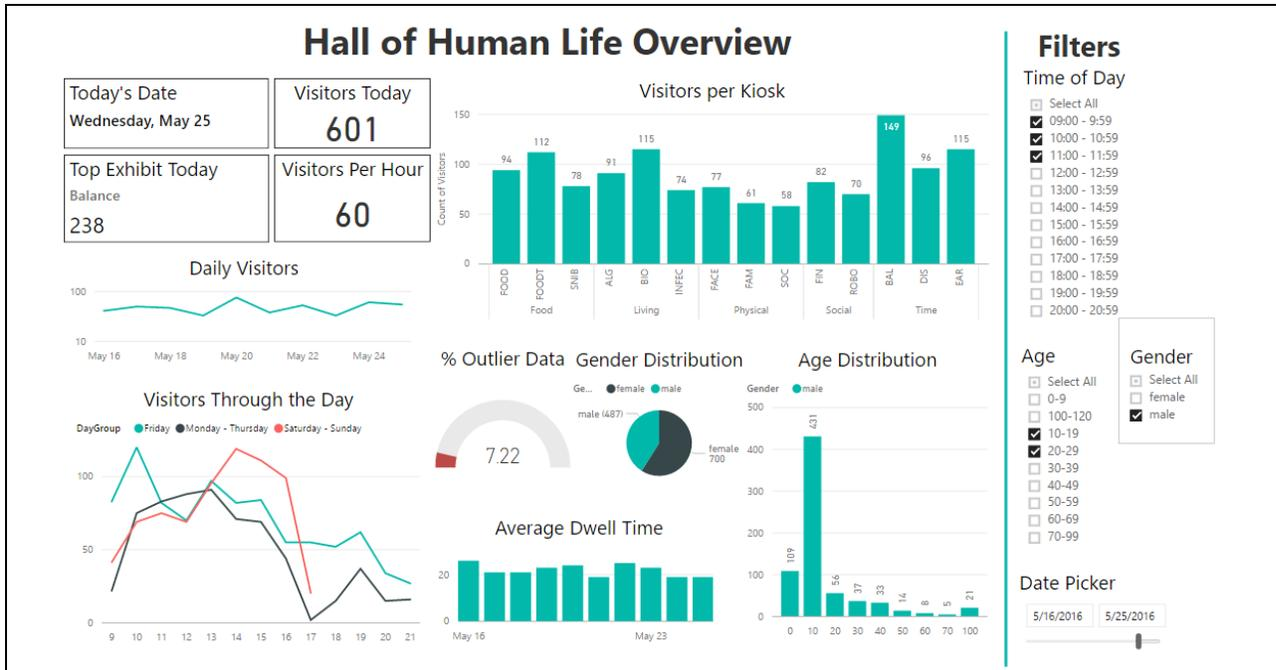 Hall of Human Life Overview
Today's Date
Wednesday, May 25
Visitors Today
601
Top Exhibit Today
Balance
238
Visitors Per Hour
60
Visitors per Kiosk
Count of Visitors
150
100
50
0
94 112 78 91 115 74 77 61 58 82 70 149 96 115
FOOD FOODT SNIB ALG BIO INFEC FACE FAM SOC FIN ROBO BAL DIS EAR
Food Living Physical Social Time
Daily Visitors
100
10
May 16 May 18 May 20 May 22 May 24
Visitors Through the Day
DayGroup Friday Monday - Thursday Saturday - Sunday
100
50
0
9 10 11 12 13 14 15 16 17 18 19 20 21
% Outlier Data
7.22
Gender Distribution
Ge... female male
male (487)
female
700
Average Dwell Time
20
0
May 16 May 23
Age Distribution
Gender male
500
400
300
200
100
0
109 431 56 37 33 14 8 5 21
0 10 20 30 40 50 60 70 100
Filters
Time of Day
Select All
09:00 - 9:59
10:00 - 10:59
11:00 - 11:59
12:00 - 12:59
13:00 - 13:59
14:00 - 14:59
15:00 - 15:59
16:00 - 16:59
17:00 - 17:59
18:00 - 18:59
19:00 - 19:59
20:00 - 20:59
Age
Select All
0-9
100-120
10-19
20-29
30-39
40-49
50-59
60-69
70-99
Gender
Select All
female
male
Date Picker
5/16/2016 5/25/2016